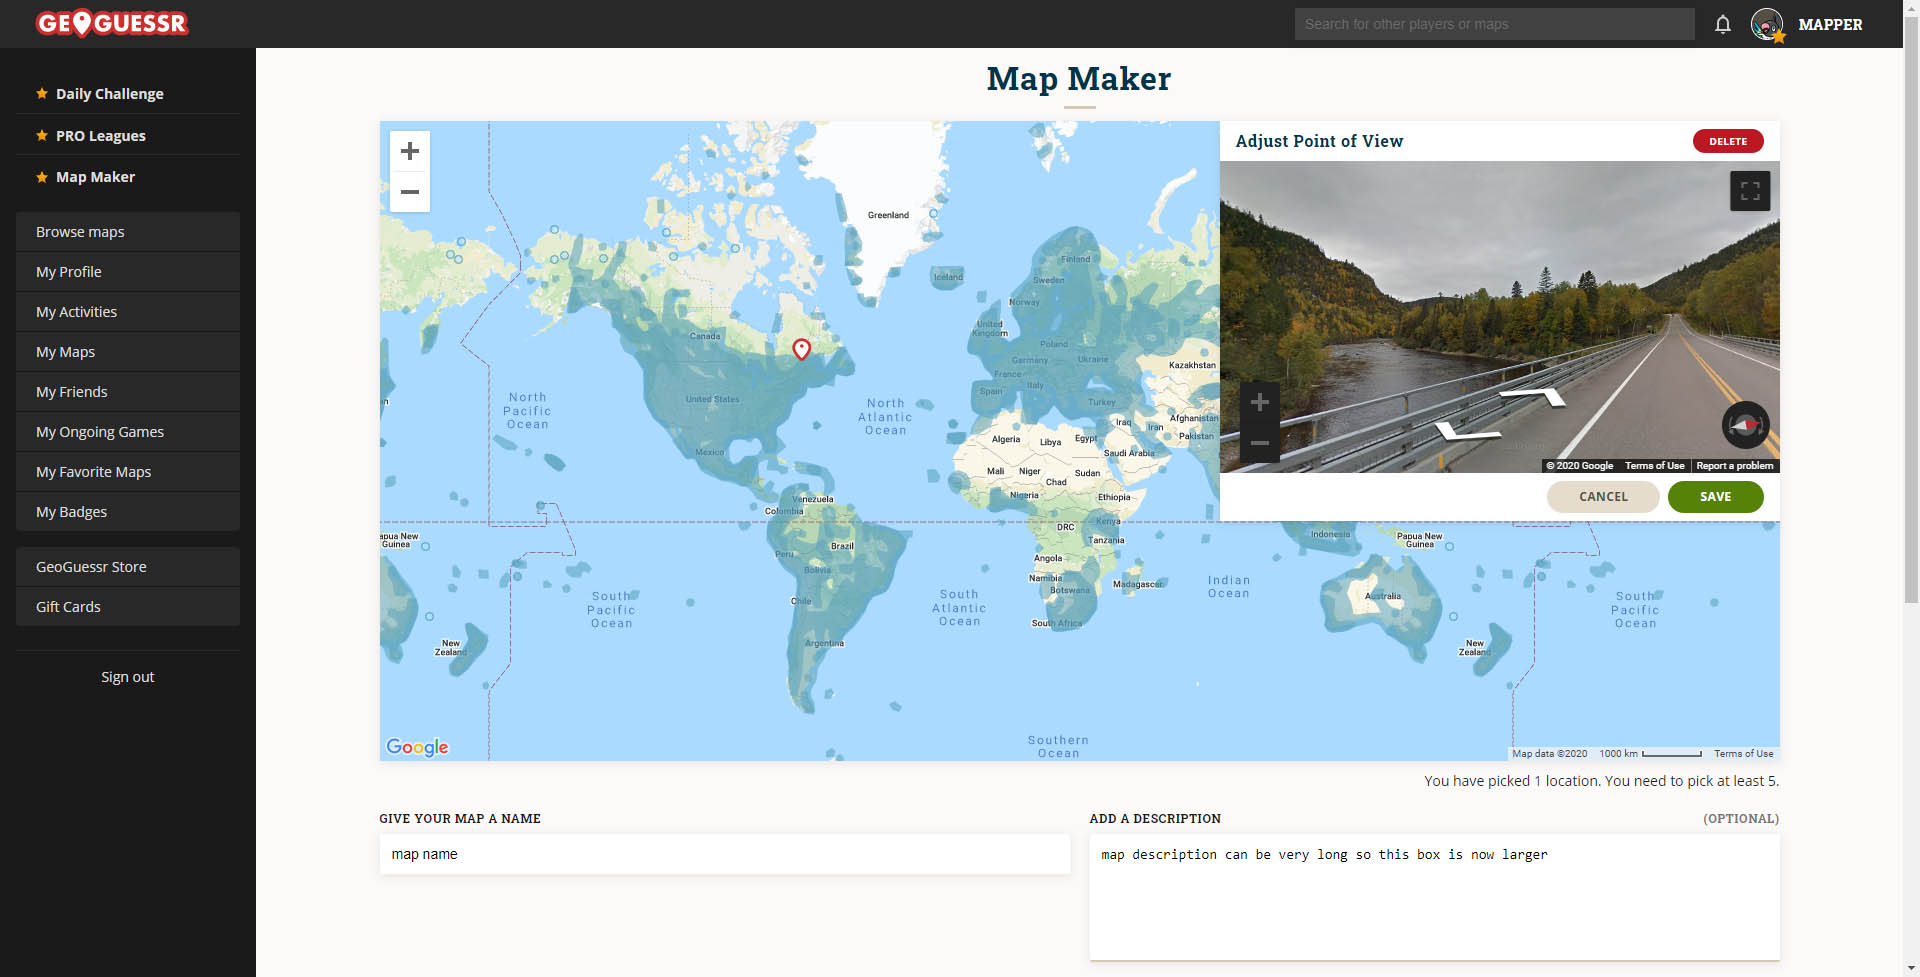 GEOGUESSR
Search for other players or maps
MAPPER
Daily Challenge
PRO Leagues
Map Maker
Browse maps
My Profile
My Activities
My Maps
My Friends
My Ongoing Games
My Favorite Maps
My Badges
GeoGuessr Store
Gift Cards
Sign out
Map Maker
Adjust Point of View
DELETE
© 2020 Google
Terms of Use
Report a problem
CANCEL
SAVE
Greenland
Iceland
Finland
Sweden
Norway
United
Kingdom
Poland
Germany
Ukraine
France
Italy
Spain
Turkey
Kazakhstan
Canada
United States
Mexico
North
Pacific
Ocean
North
Atlantic
Ocean
Algeria
Libya
Egypt
Iraq
Iran
Afghanistan
Pakistan
Saudi Arabia
Mali
Niger
Chad
Sudan
Nigeria
Ethiopia
Venezuela
Colombia
DRC
Kenya
Tanzania
Brazil
Peru
Bolivia
Angola
Namibia
Botswana
Madagascar
Chile
South Africa
Argentina
apua New
Guinea
New
Zealand
South
Pacific
Ocean
South
Atlantic
Ocean
Indian
Ocean
Indonesia
Papua New
Guinea
Australia
New
Zealand
South
Pacific
Ocean
Southern
Ocean
Google
Map data ©2020
1000 km
Terms of Use
You have picked 1 location. You need to pick at least 5.
GIVE YOUR MAP A NAME
map name
ADD A DESCRIPTION
(OPTIONAL)
map description can be very long so this box is now larger